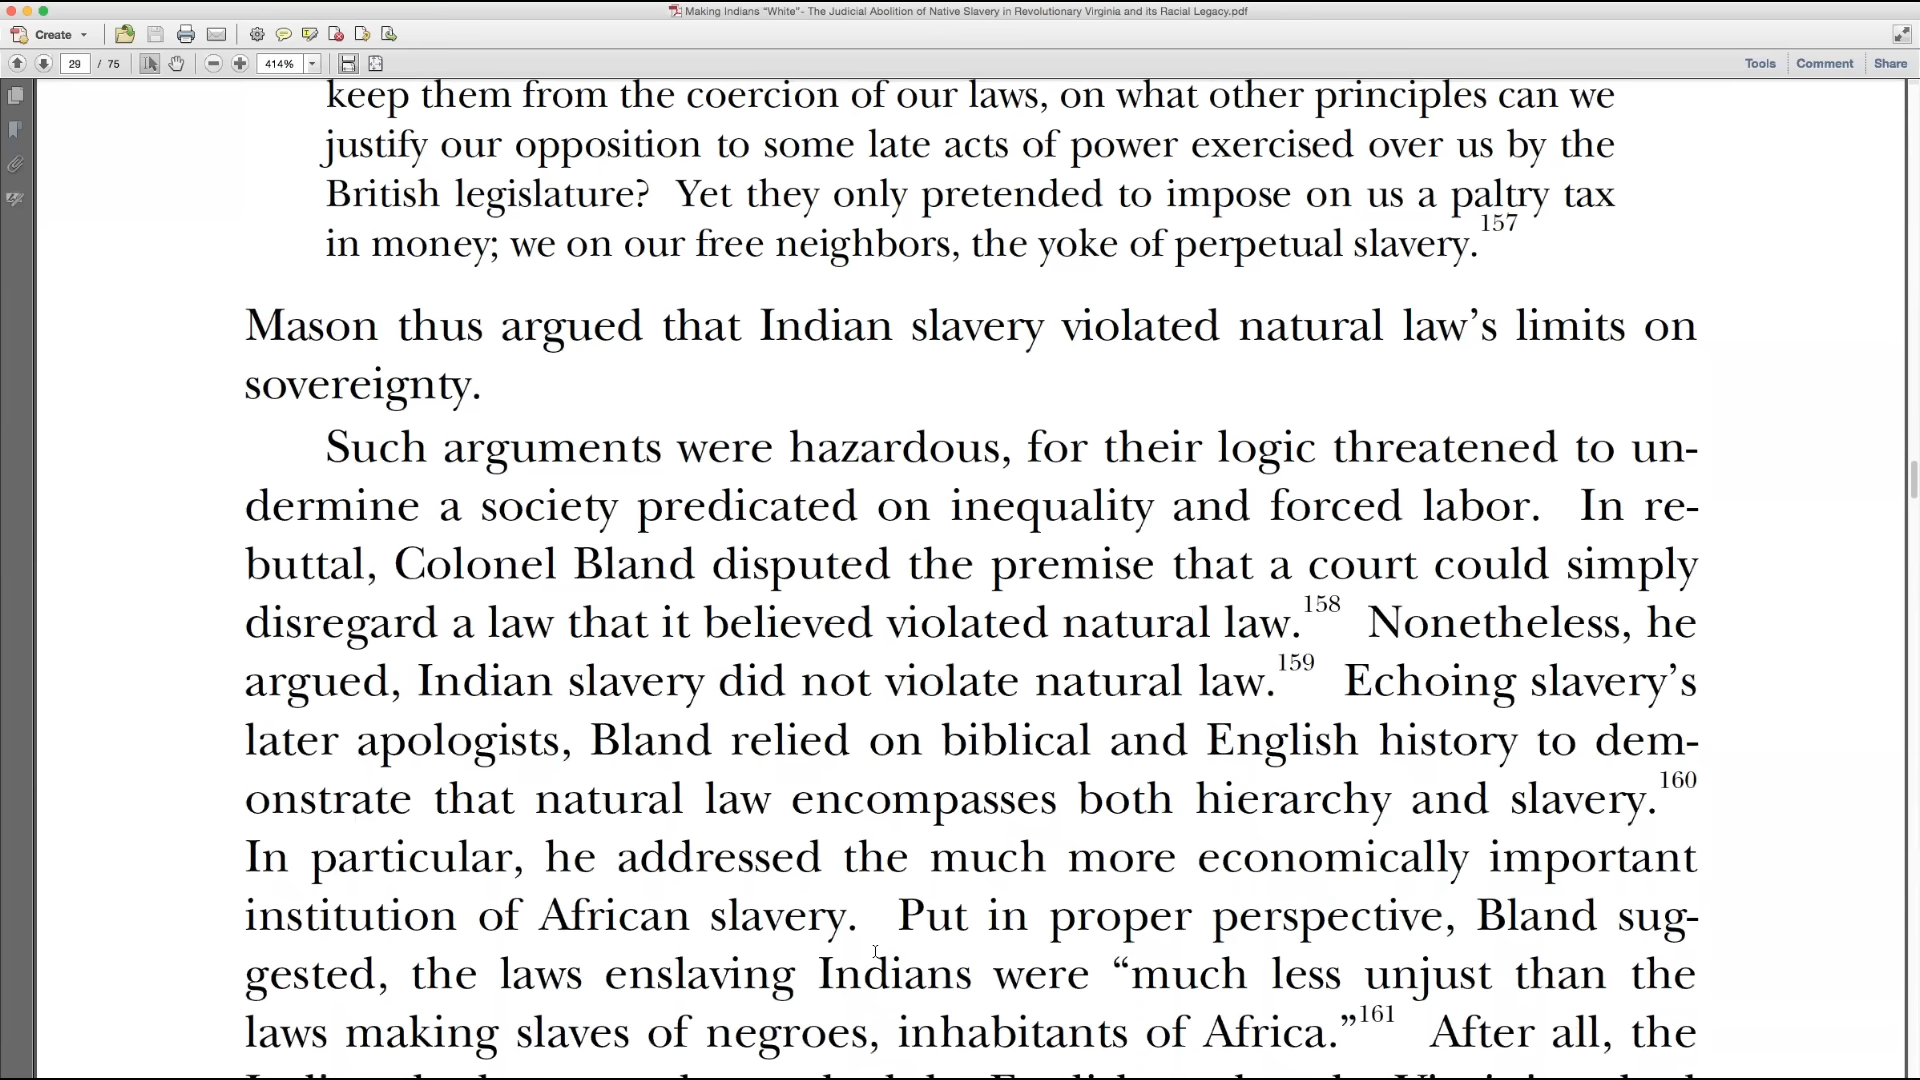 Making Indians “White”- The Judicial Abolition of Native Slavery in Revolutionary Virginia and its Racial Legacy.pdf
Create
29 / 75 414% Tools Comment Share
keep them from the coercion of our laws, on what other principles can we
justify our opposition to some late acts of power exercised over us by the
British legislature? Yet they only pretended to impose on us a paltry tax
in money; we on our free neighbors, the yoke of perpetual slavery.157
Mason thus argued that Indian slavery violated natural law’s limits on
sovereignty.
Such arguments were hazardous, for their logic threatened to un-
dermine a society predicated on inequality and forced labor. In re-
buttal, Colonel Bland disputed the premise that a court could simply
disregard a law that it believed violated natural law.158 Nonetheless, he
argued, Indian slavery did not violate natural law.159 Echoing slavery’s
later apologists, Bland relied on biblical and English history to dem-
onstrate that natural law encompasses both hierarchy and slavery.160
In particular, he addressed the much more economically important
institution of African slavery. Put in proper perspective, Bland sug-
gested, the laws enslaving Indians were “much less unjust than the
laws making slaves of negroes, inhabitants of Africa.”161 After all, the